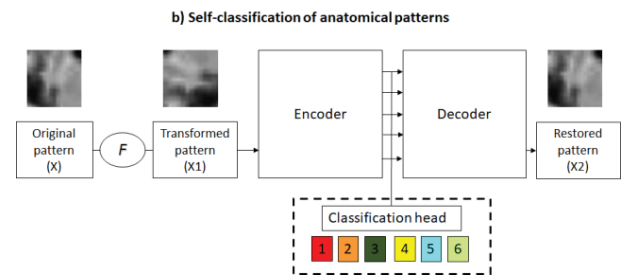 b) Self-classification of anatomical patterns
Original
pattern
(X)
F
Transformed
pattern
(X1)
Encoder
Decoder
Restored
pattern
(X2)
Classification head
1 2 3 4 5 6